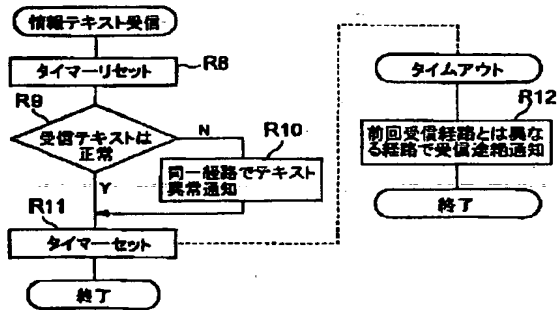 情報テキスト受信
タイマーリセット
R8
R9
受信テキストは
正常
N
Y
R10
同一経路でテキスト
異常通知
R11
タイマーセット
終了
タイムアウト
R12
前回受信経路とは異な
る経路で受信途絶通知
終了